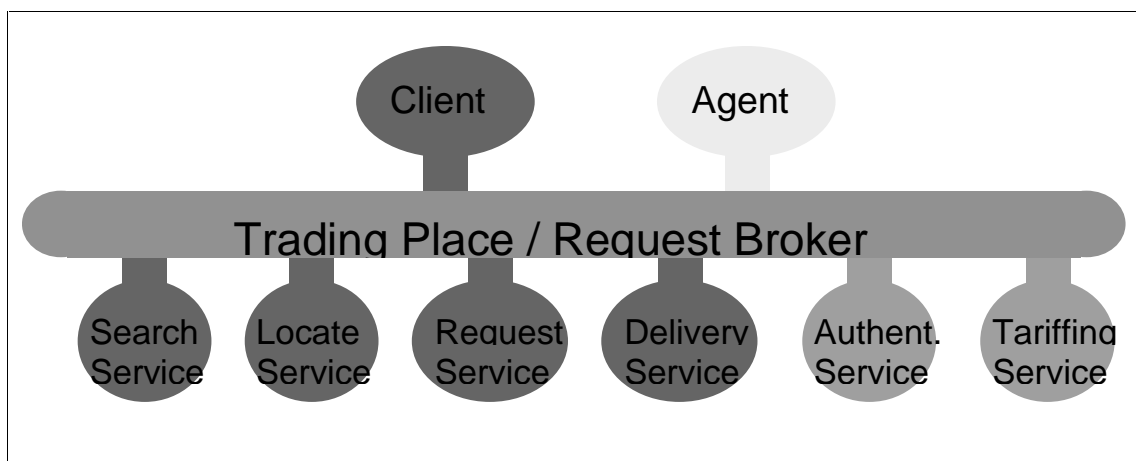 Client
Agent
Trading Place / Request Broker
Search
Service
Locate
Service
Request
Service
Delivery
Service
Authent.
Service
Tariffing
Service